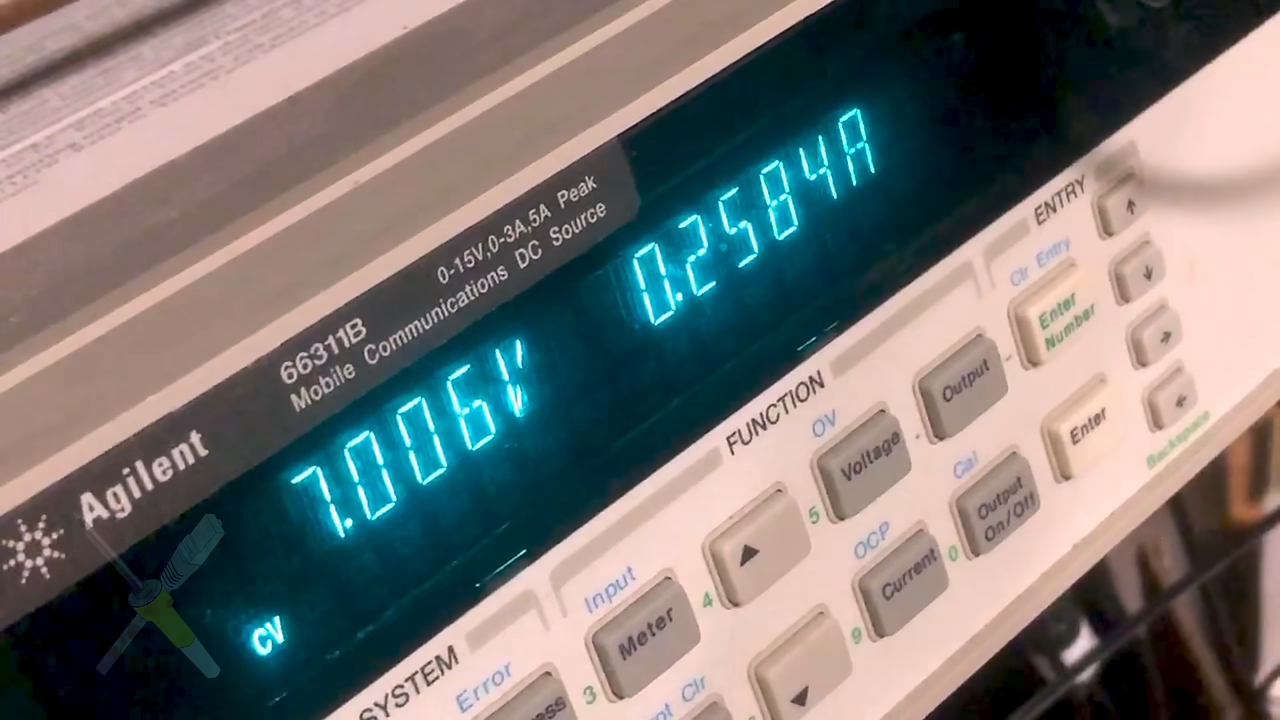 Agilent
66311B
0-15V,0-3A,5A Peak
Mobile Communications DC Source
7.006V
0.2584A
CV
SYSTEM
FUNCTION
ENTRY
Error
Input
Meter
3
4
OV
Voltage
5
OCP
Current
9
Output
Cal
Output
On/Off
0
Clr Entry
Enter
Number
Enter
Backspace